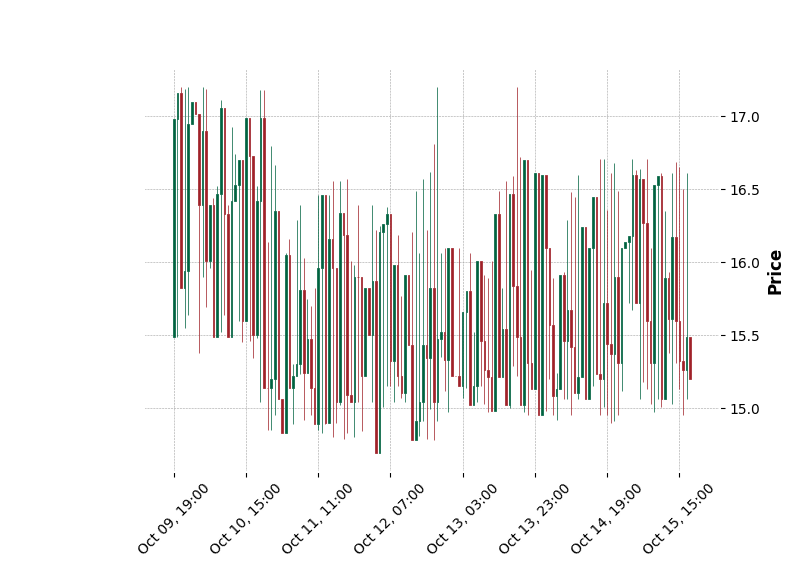 17.0
16.5
16.0
15.5
15.0
Price
Oct 09, 19:00
Oct 10, 15:00
Oct 11, 11:00
Oct 12, 07:00
Oct 13, 03:00
Oct 13, 23:00
Oct 14, 19:00
Oct 15, 15:00